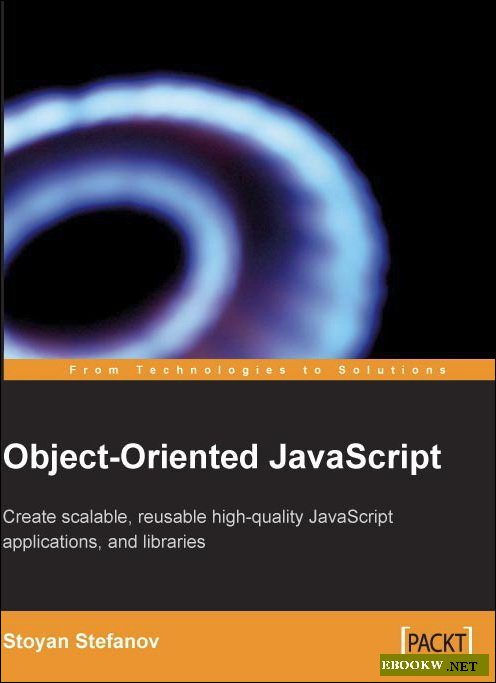 From Technologies to Solutions
Object-Oriented JavaScript
Create scalable, reusable high-quality JavaScript
applications, and libraries
Stoyan Stefanov
[PACKT]
EBOOKW.NET